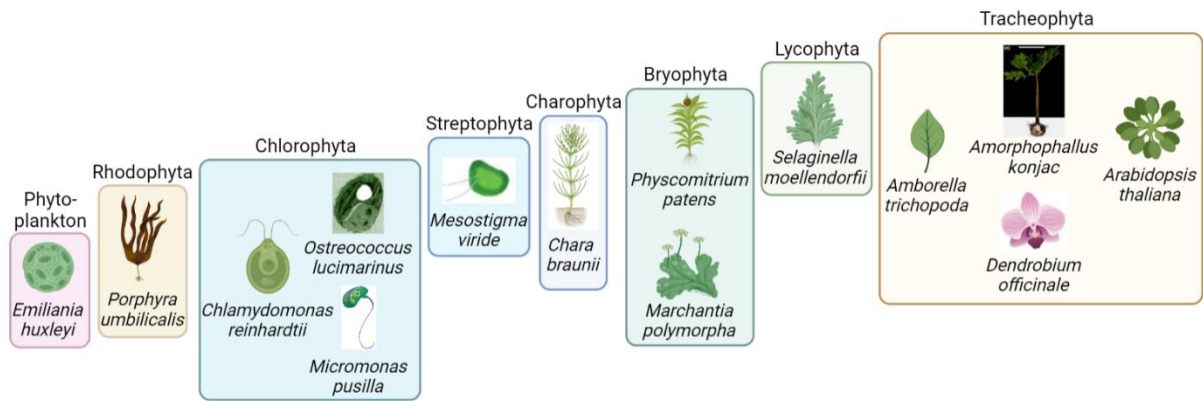 Phyto-
plankton
Emiliania
huxleyi
Rhodophyta
Porphyra
umbilicalis
Chlorophyta
Chlamydomonas
reinhardtii
Ostreococcus
lucimarinus
Micromonas
pusilla
Streptophyta
Mesostigma
viride
Charophyta
Chara
braunii
Bryophyta
Physcomitrium
patens
Marchantia
polymorpha
Lycophyta
Selaginella
moellendorfii
Tracheophyta
Amborella
trichopoda
Amorphophallus
konjac
Dendrobium
officinale
Arabidopsis
thaliana